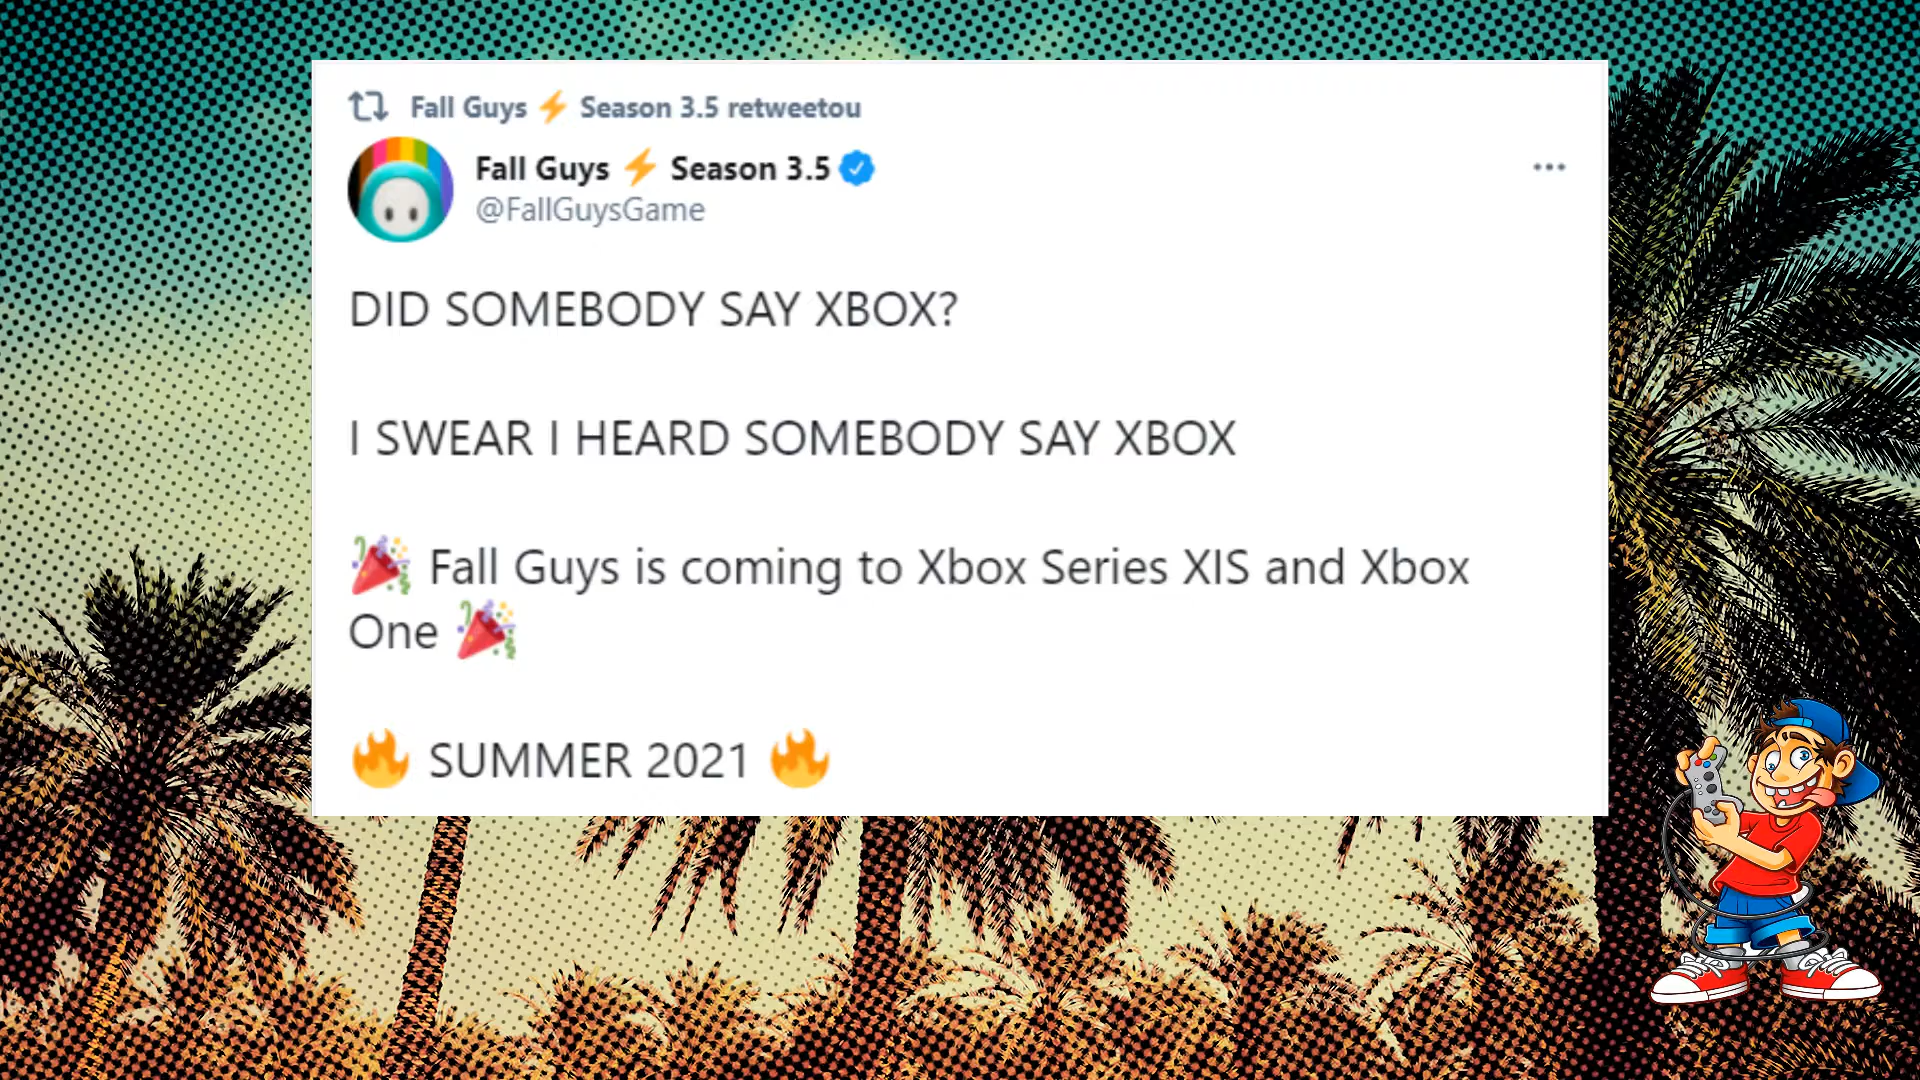 Fall Guys ⚡ Season 3.5 retweetou
Fall Guys ⚡ Season 3.5
@FallGuysGame
DID SOMEBODY SAY XBOX?
I SWEAR I HEARD SOMEBODY SAY XBOX
🎉 Fall Guys is coming to Xbox Series XIS and Xbox
One 🎉
🔥 SUMMER 2021 🔥